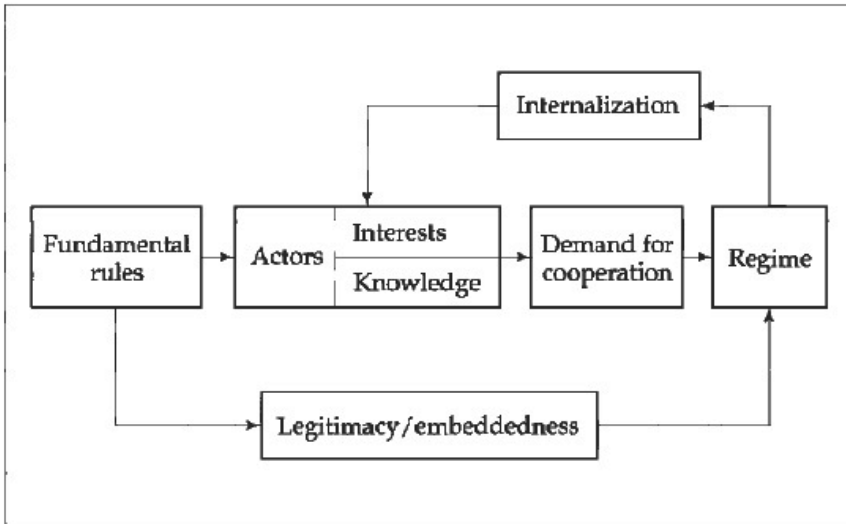 Internalization
Fundamental
rules
Actors
Interests
Knowledge
Demand for
cooperation
Regime
Legitimacy/embeddedness